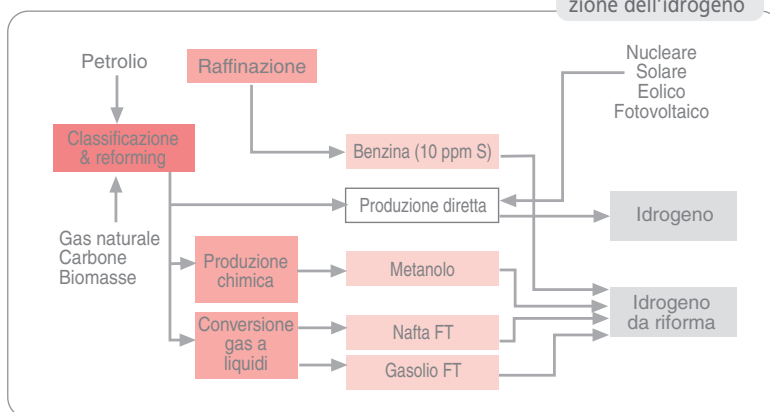 zione dell'idrogeno
Petrolio
Raffinazione
Nucleare
Solare
Eolico
Fotovoltaico
Classificazione
& reforming
Benzina (10 ppm S)
Produzione diretta
Idrogeno
Gas naturale
Carbone
Biomasse
Produzione
chimica
Metanolo
Idrogeno
da riforma
Conversione
gas a
liquidi
Nafta FT
Gasolio FT